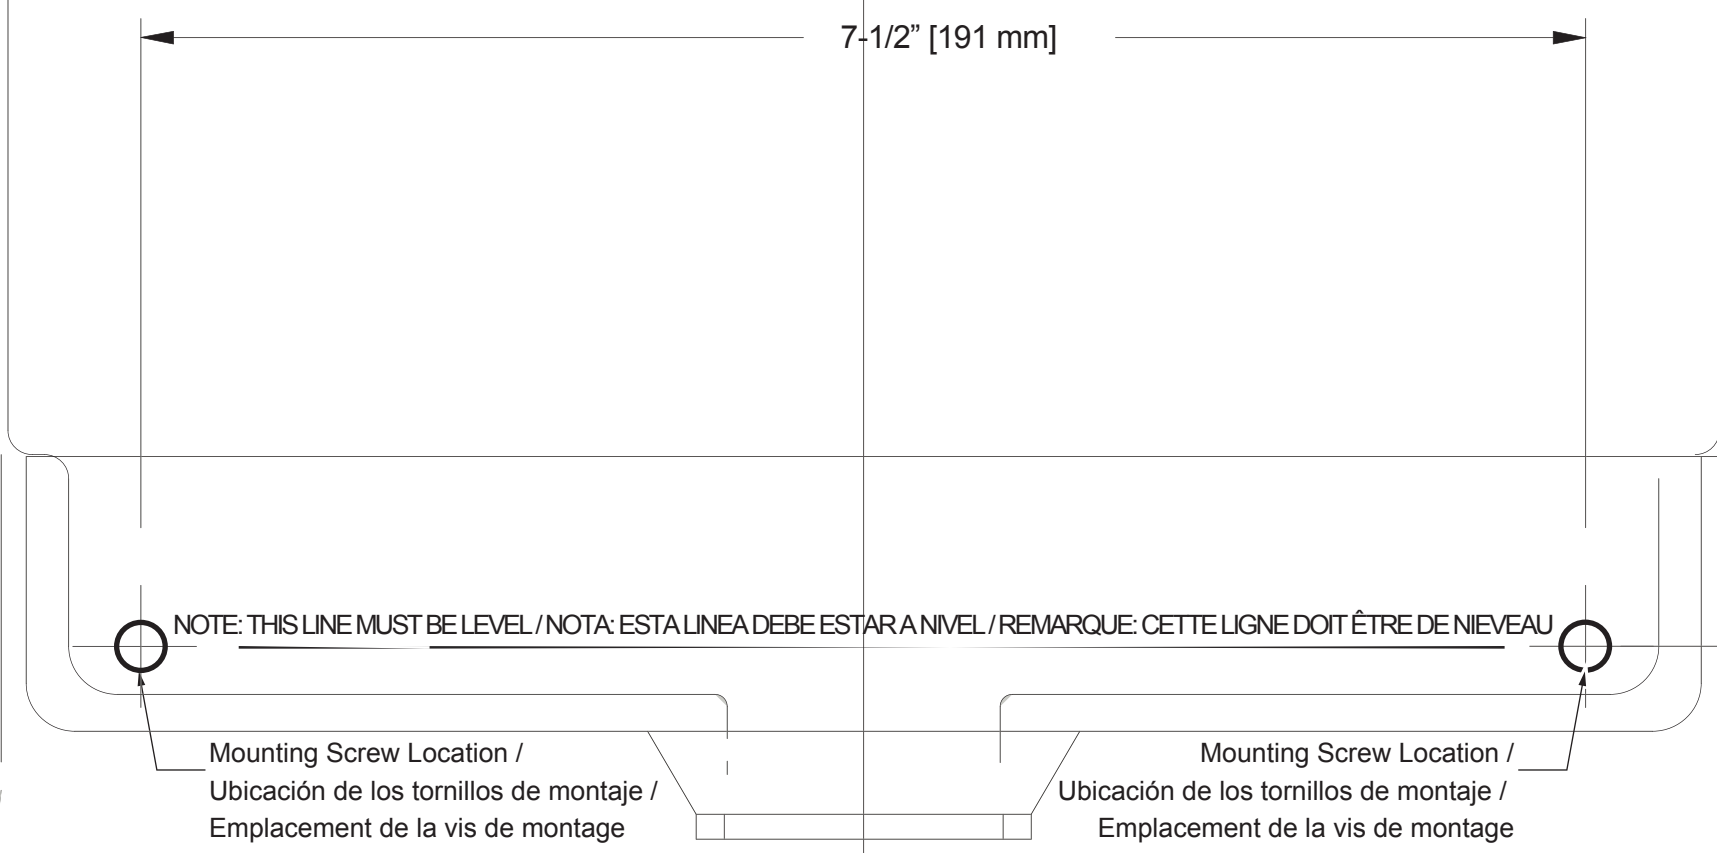 7-1/2” [191 mm]
NOTE: THIS LINE MUST BE LEVEL / NOTA: ESTA LINEA DEBE ESTAR A NIVEL / REMARQUE: CETTE LIGNE DOIT ÊTRE DE NIEVEAU
Mounting Screw Location /
Ubicación de los tornillos de montaje /
Emplacement de la vis de montage
Mounting Screw Location /
Ubicación de los tornillos de montaje /
Emplacement de la vis de montage